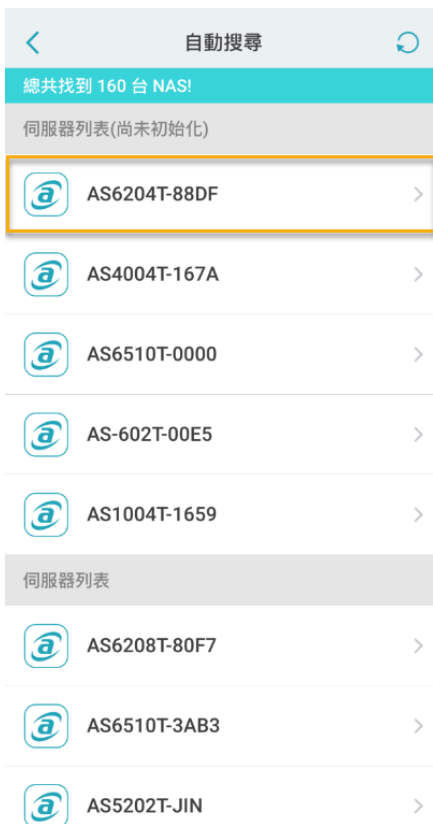 自動搜尋
總共找到 160 台 NAS!
伺服器列表(尚未初始化)
AS6204T-88DF
AS4004T-167A
AS6510T-0000
AS-602T-00E5
AS1004T-1659
伺服器列表
AS6208T-80F7
AS6510T-3AB3
AS5202T-JIN